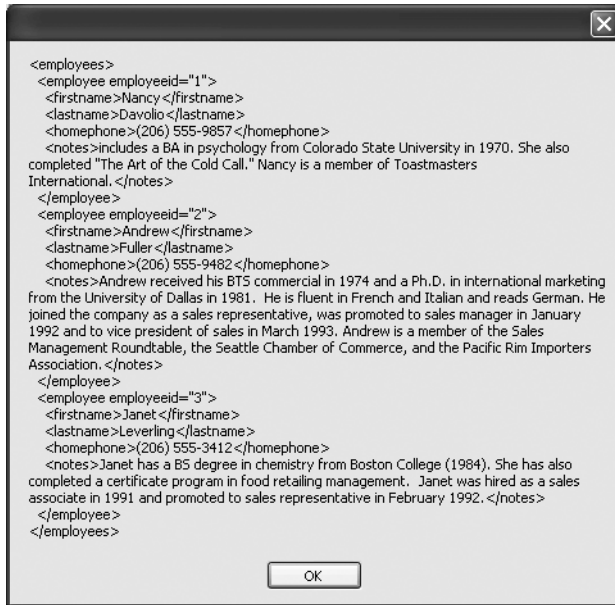 <employees>
<employee employeeid="1">
<firstname>Nancy</firstname>
<lastname>Davolio</lastname>
<homephone>(206) 555-9857</homephone>
<notes>includes a BA in psychology from Colorado State University in 1970. She also
completed "The Art of the Cold Call." Nancy is a member of Toastmasters
International.</notes>
</employee>
<employee employeeid="2">
<firstname>Andrew</firstname>
<lastname>Fuller</lastname>
<homephone>(206) 555-9482</homephone>
<notes>Andrew received his BTS commercial in 1974 and a Ph.D. in international marketing
from the University of Dallas in 1981.  He is fluent in French and Italian and reads German. He
joined the company as a sales representative, was promoted to sales manager in January
1992 and to vice president of sales in March 1993. Andrew is a member of the Sales
Management Roundtable, the Seattle Chamber of Commerce, and the Pacific Rim Importers
Association.</notes>
</employee>
<employee employeeid="3">
<firstname>Janet</firstname>
<lastname>Leverling</lastname>
<homephone>(206) 555-3412</homephone>
<notes>Janet has a BS degree in chemistry from Boston College (1984). She has also
completed a certificate program in food retailing management.  Janet was hired as a sales
associate in 1991 and promoted to sales representative in February 1992.</notes>
</employee>
</employees>
OK